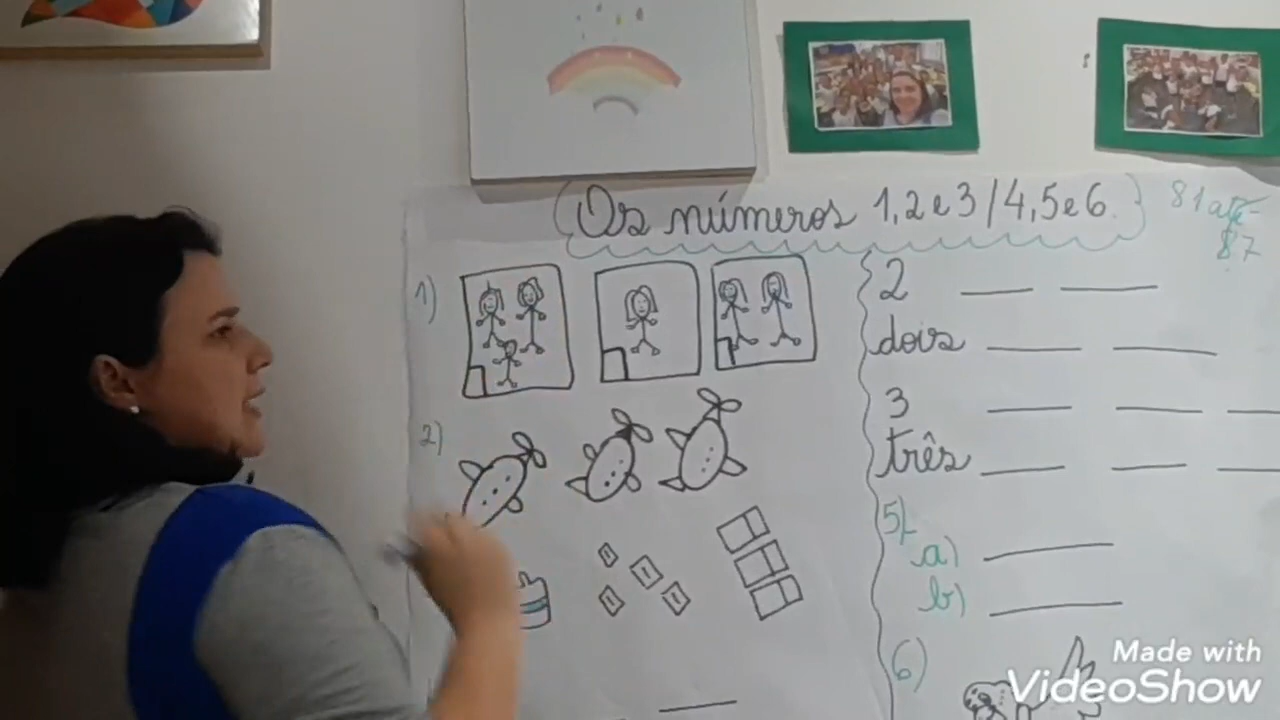 Os números 1,2 e 3 / 4,5 e 6
81 até
87
1)
2)
2
dois
3
três
5)
a)
b)
6)
Made with
VideoShow